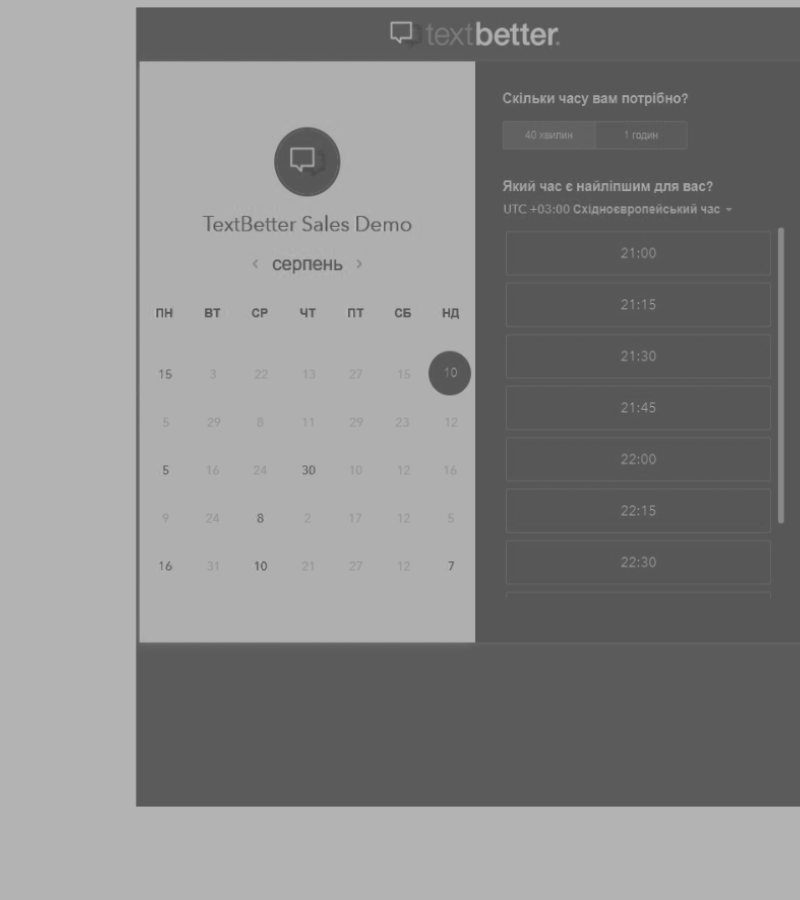 textbetter.
TextBetter Sales Demo
< серпень >
ПН ВТ СР ЧТ ПТ СБ НД
15 3 22 13 27 15 10
5 29 8 11 29 23 12
5 16 24 30 10 12 16
9 24 8 2 17 12 5
16 31 10 21 27 12 7
Скільки часу вам потрібно?
40 хвилин 1 годин
Який час є найліпшим для вас?
UTC +03:00 Східноєвропейський час
21:00
21:15
21:30
21:45
22:00
22:15
22:30